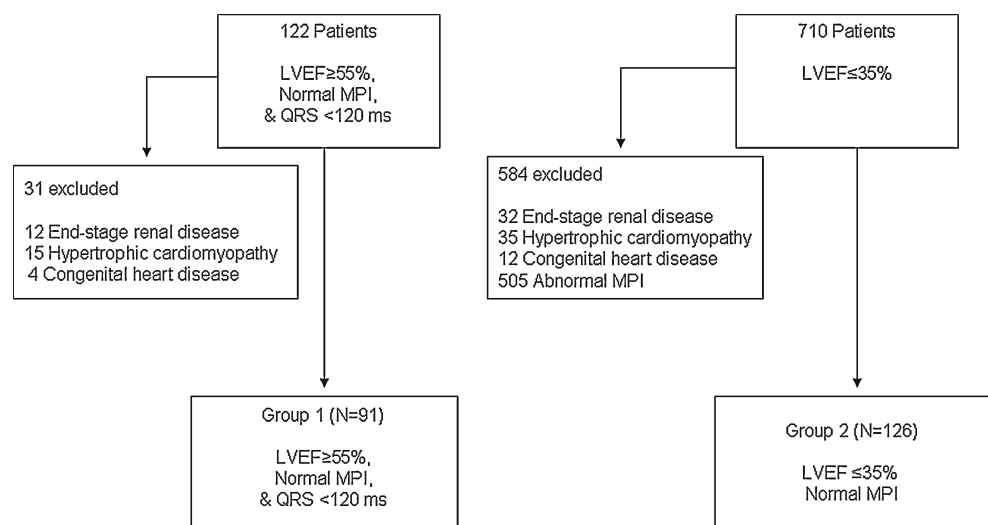 122 Patients
LVEF≥55%,
Normal MPI,
& QRS <120 ms
31 excluded
12 End-stage renal disease
15 Hypertrophic cardiomyopathy
4 Congenital heart disease
Group 1 (N=91)
LVEF≥55%,
Normal MPI,
& QRS <120 ms
710 Patients
LVEF≤35%
584 excluded
32 End-stage renal disease
35 Hypertrophic cardiomyopathy
12 Congenital heart disease
505 Abnormal MPI
Group 2 (N=126)
LVEF ≤35%
Normal MPI